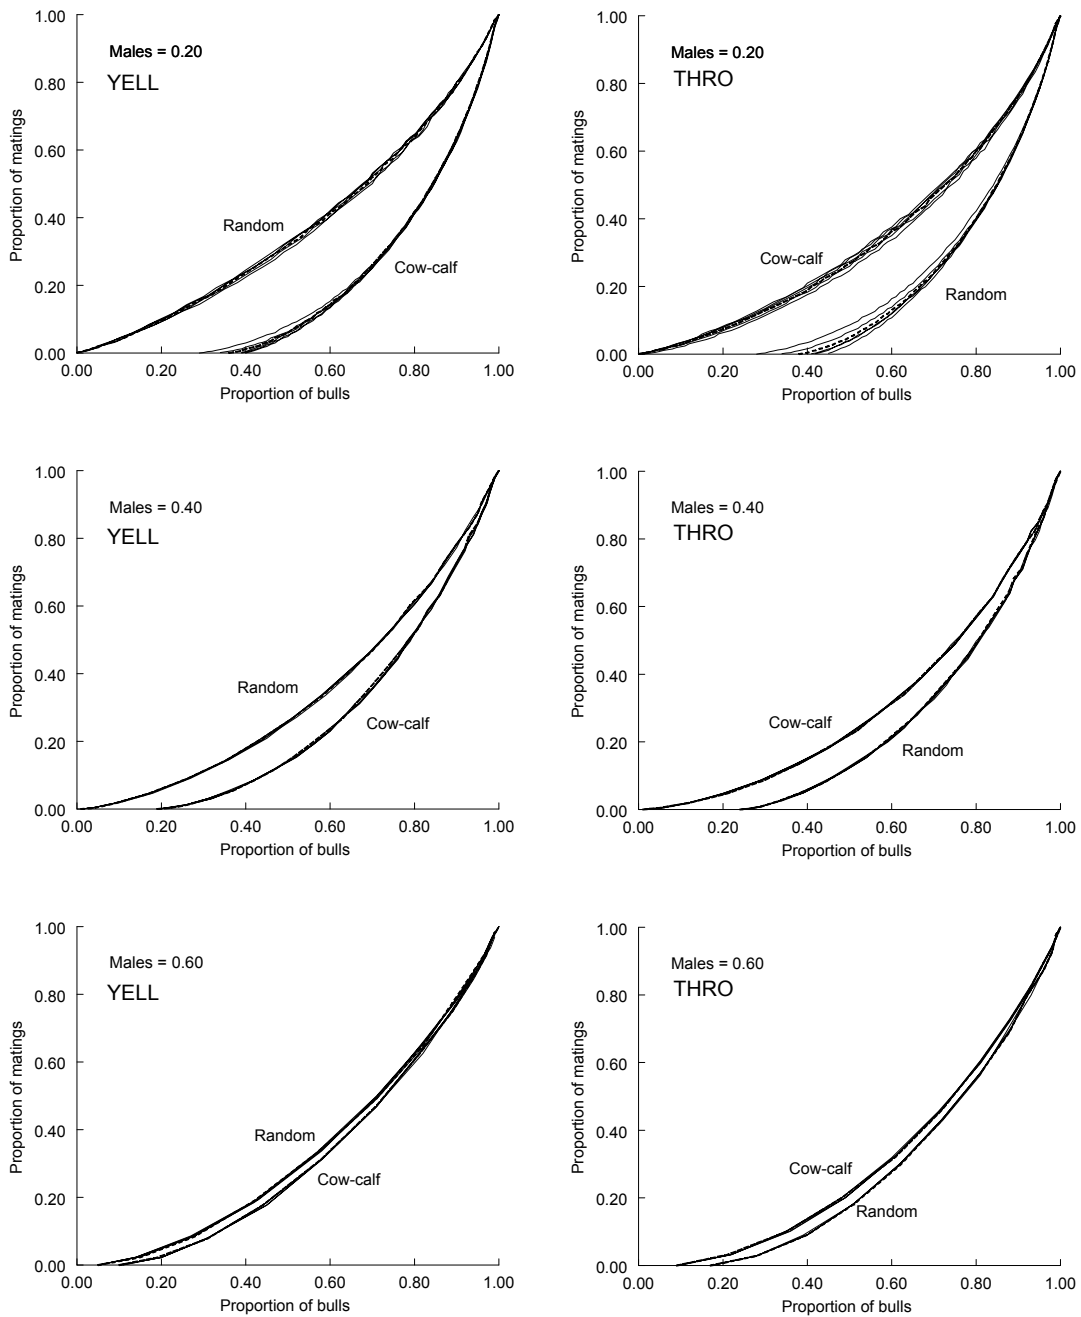 1.00
0.80
0.60
0.40
0.20
0.00
Proportion of matings
Males = 0.20
YELL
Random
Cow-calf
0.00 0.20 0.40 0.60 0.80 1.00
Proportion of bulls
1.00
0.80
0.60
0.40
0.20
0.00
Proportion of matings
Males = 0.20
THRO
Cow-calf
Random
0.00 0.20 0.40 0.60 0.80 1.00
Proportion of bulls
1.00
0.80
0.60
0.40
0.20
0.00
Proportion of matings
Males = 0.40
YELL
Random
Cow-calf
0.00 0.20 0.40 0.60 0.80 1.00
Proportion of bulls
1.00
0.80
0.60
0.40
0.20
0.00
Proportion of matings
Males = 0.40
THRO
Cow-calf
Random
0.00 0.20 0.40 0.60 0.80 1.00
Proportion of bulls
1.00
0.80
0.60
0.40
0.20
0.00
Proportion of matings
Males = 0.60
YELL
Random
Cow-calf
0.00 0.20 0.40 0.60 0.80 1.00
Proportion of bulls
1.00
0.80
0.60
0.40
0.20
0.00
Proportion of matings
Males = 0.60
THRO
Cow-calf
Random
0.00 0.20 0.40 0.60 0.80 1.00
Proportion of bulls